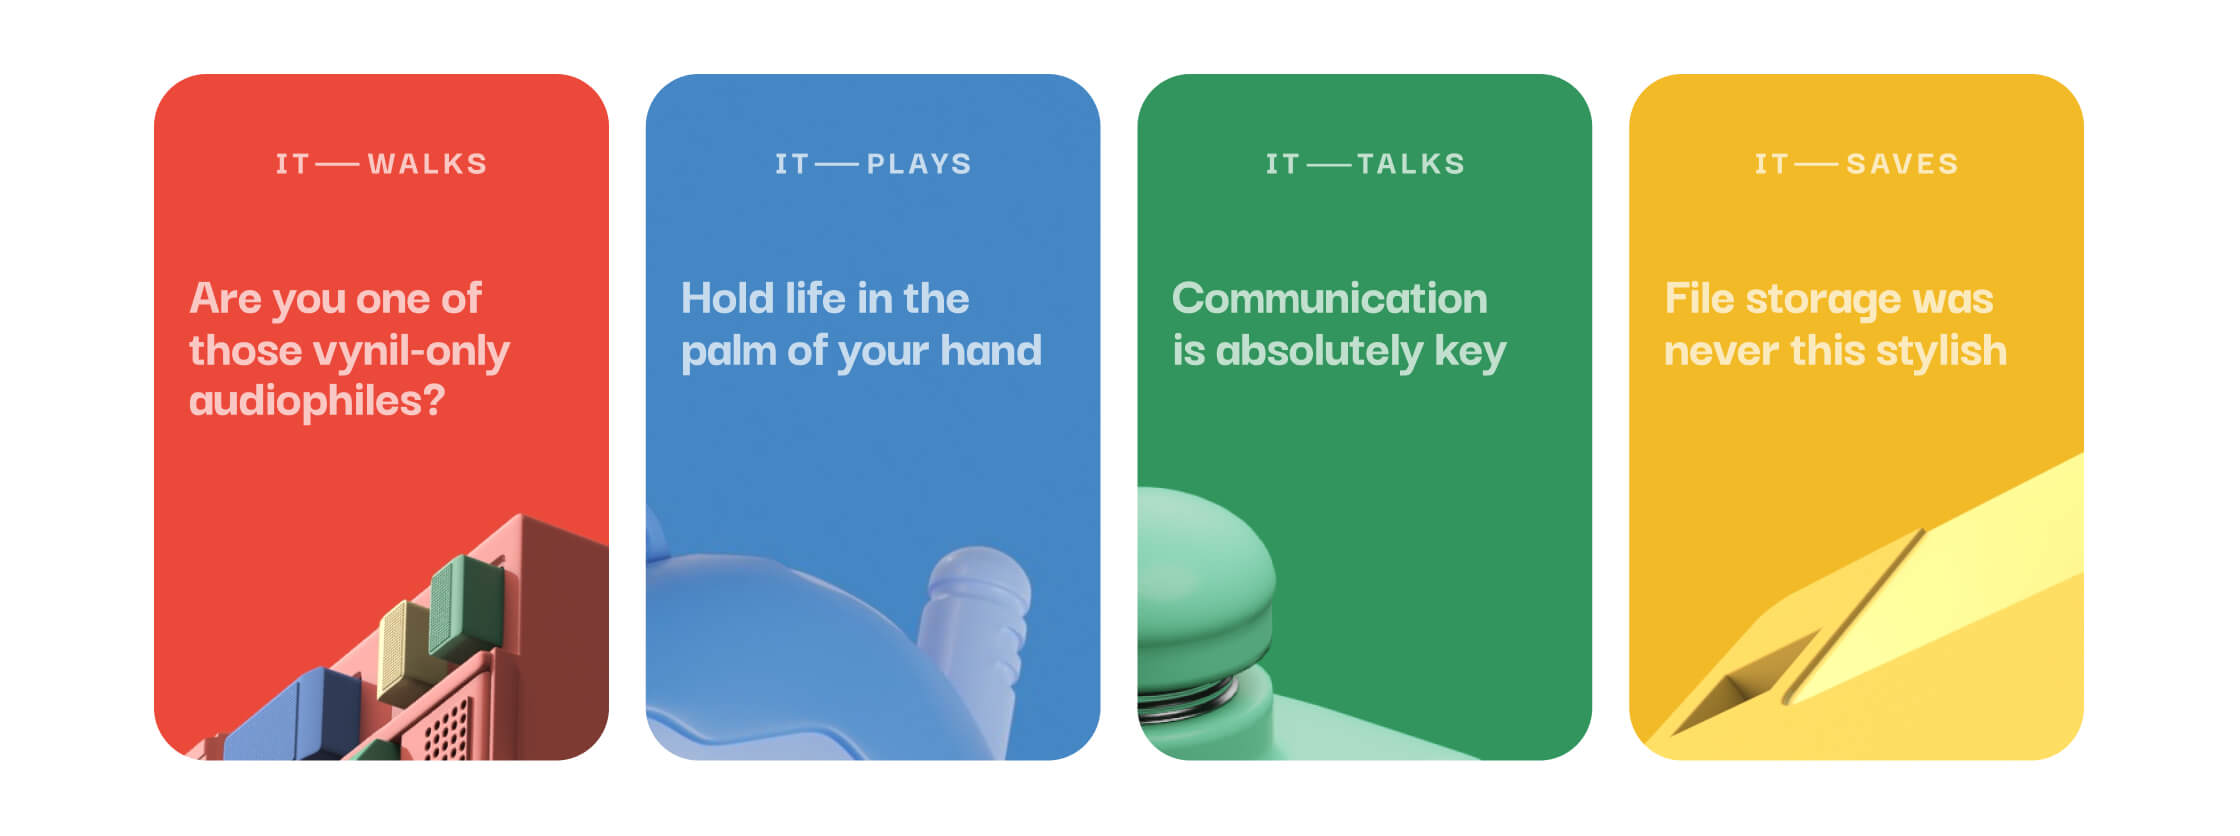 IT—WALKS
Are you one of
those vynil-only
audiophiles?
IT—PLAYS
Hold life in the
palm of your hand
IT—TALKS
Communication
is absolutely key
IT—SAVES
File storage was
never this stylish